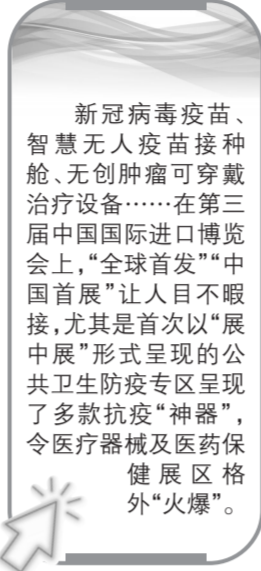 新冠病毒疫苗、
智慧无人疫苗接种
舱、无创肿瘤可穿戴
治疗设备……在第三
届中国国际进口博览
会上，“全球首发”“中
国首展”让人目不暇
接，尤其是首次以“展
中展”形式呈现的公
共卫生防疫专区呈现
了多款抗疫“神器”，
令医疗器械及医药保
健展区格
外“火爆”。